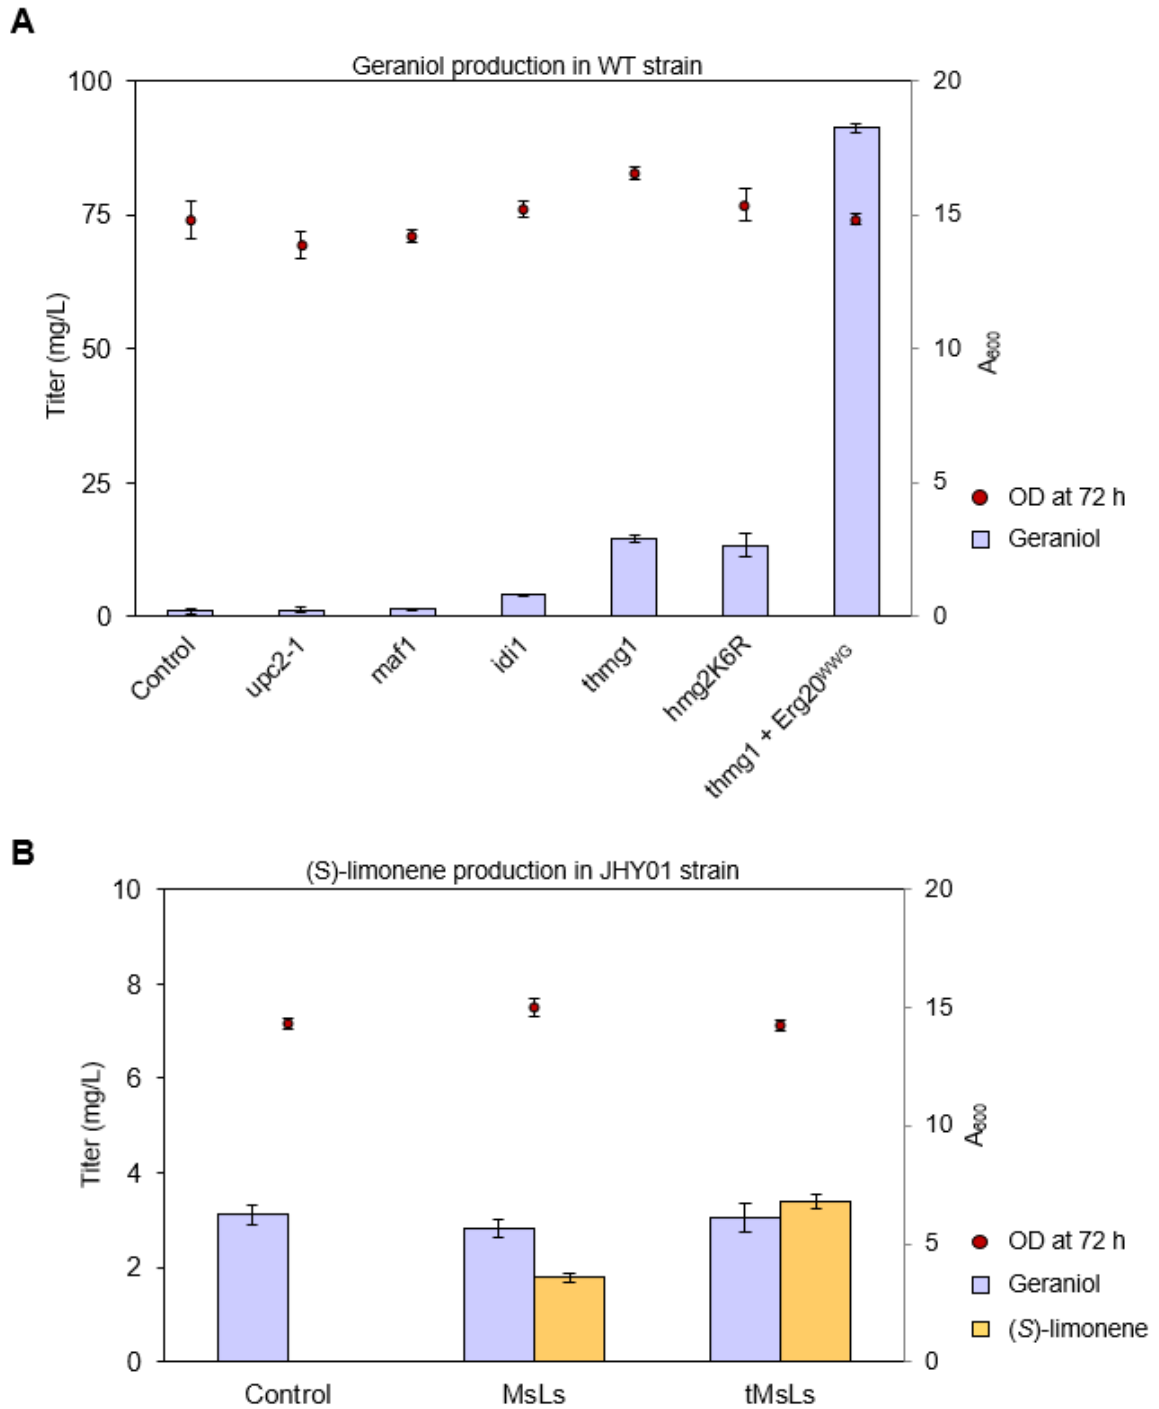 A
Geraniol production in WT strain
100
75
50
25
0
Titer (mg/L)
20
15
10
5
0
A600
OD at 72 h
Geraniol
Control
upc2-1
maf1
idi1
thmg1
hmg2K6R
thmg1 + Erg20WWG
B
(S)-limonene production in JHY01 strain
10
8
6
4
2
0
Titer (mg/L)
20
15
10
5
0
A600
OD at 72 h
Geraniol
(S)-limonene
Control
MsLs
tMsLs